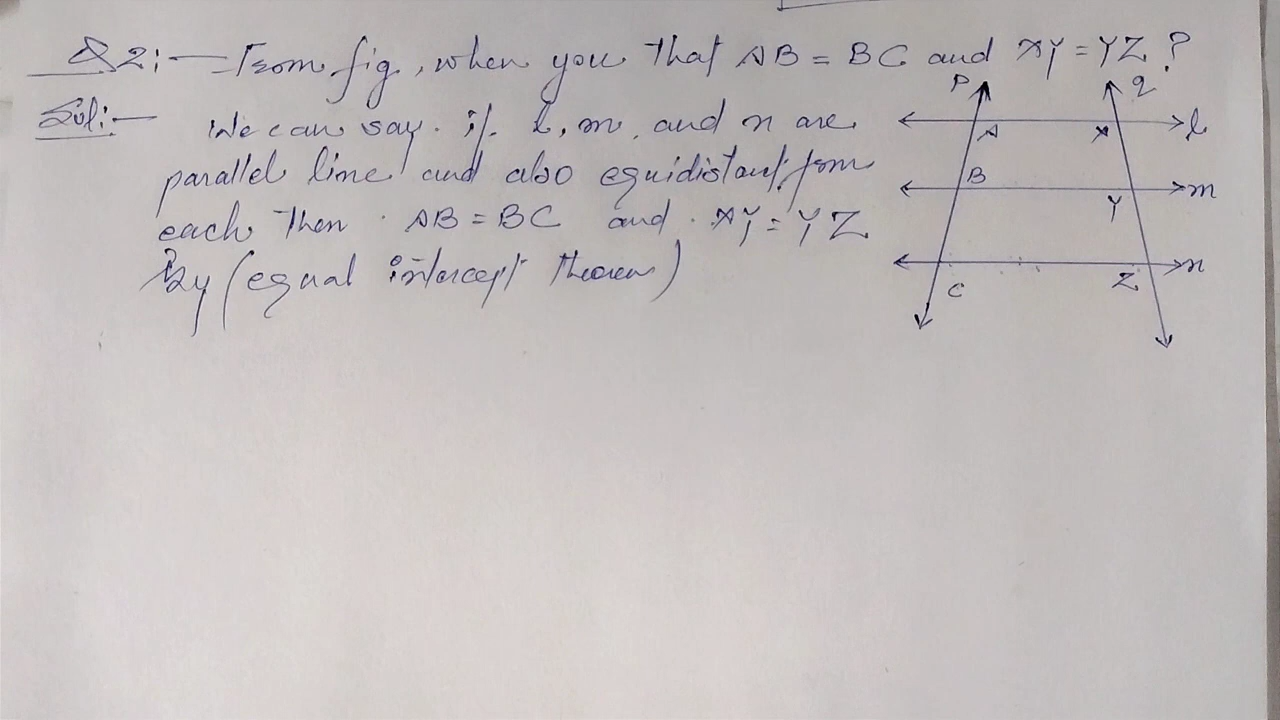 Q2:- From fig, when you that AB = BC and XY = YZ ?
Sol:- We can say. if. l, m, and n are
parallel line and also equidistant from
each then . AB = BC and . XY = YZ
By (equal intercept theorem)
P
q
A
X
l
B
Y
m
C
Z
n